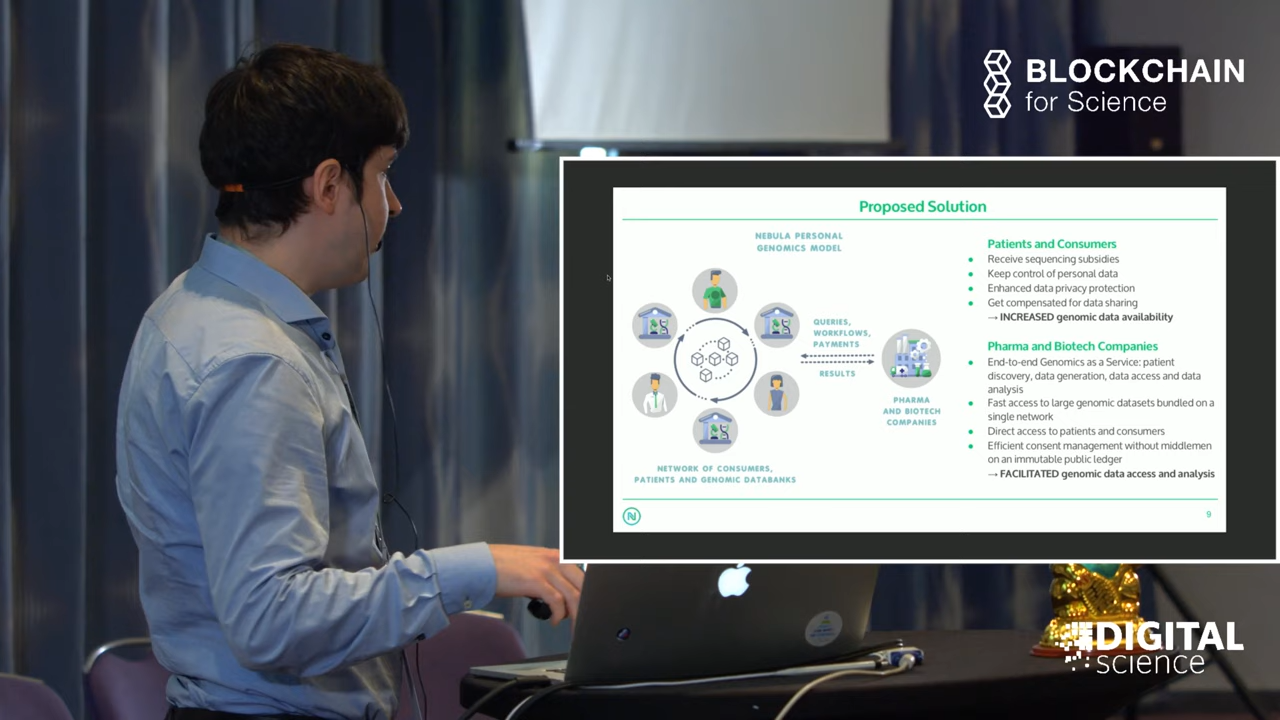 BLOCKCHAIN
for Science
Proposed Solution
NEBULA PERSONAL
GENOMICS MODEL
QUERIES,
WORKFLOWS,
PAYMENTS
RESULTS
PHARMA
AND BIOTECH
COMPANIES
NETWORK OF CONSUMERS,
PATIENTS AND GENOMIC DATABANKS
Patients and Consumers
● Receive sequencing subsidies
● Keep control of personal data
● Enhanced data privacy protection
● Get compensated for data sharing
→ INCREASED genomic data availability
Pharma and Biotech Companies
● End-to-end Genomics as a Service: patient
discovery, data generation, data access and data
analysis
● Fast access to large genomic datasets bundled on a
single network
● Direct access to patients and consumers
● Efficient consent management without middlemen
on an immutable public ledger
→ FACILITATED genomic data access and analysis
N
9
DIGITAL
science